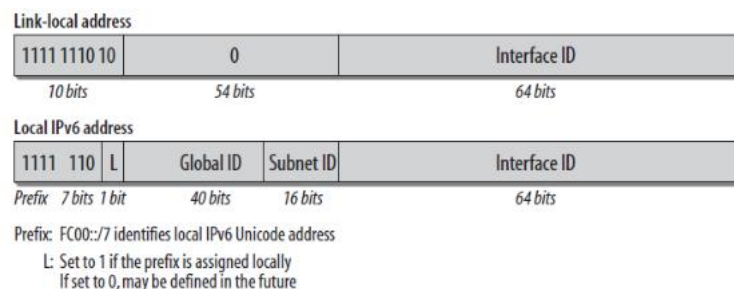 Link-local address
1111 1110 10 0 Interface ID
10 bits 54 bits 64 bits
Local IPv6 address
1111 110 L Global ID Subnet ID Interface ID
Prefix 7 bits 1 bit 40 bits 16 bits 64 bits
Prefix: FC00::/7 identifies local IPv6 Unicode address
L: Set to 1 if the prefix is assigned locally
If set to 0, may be defined in the future